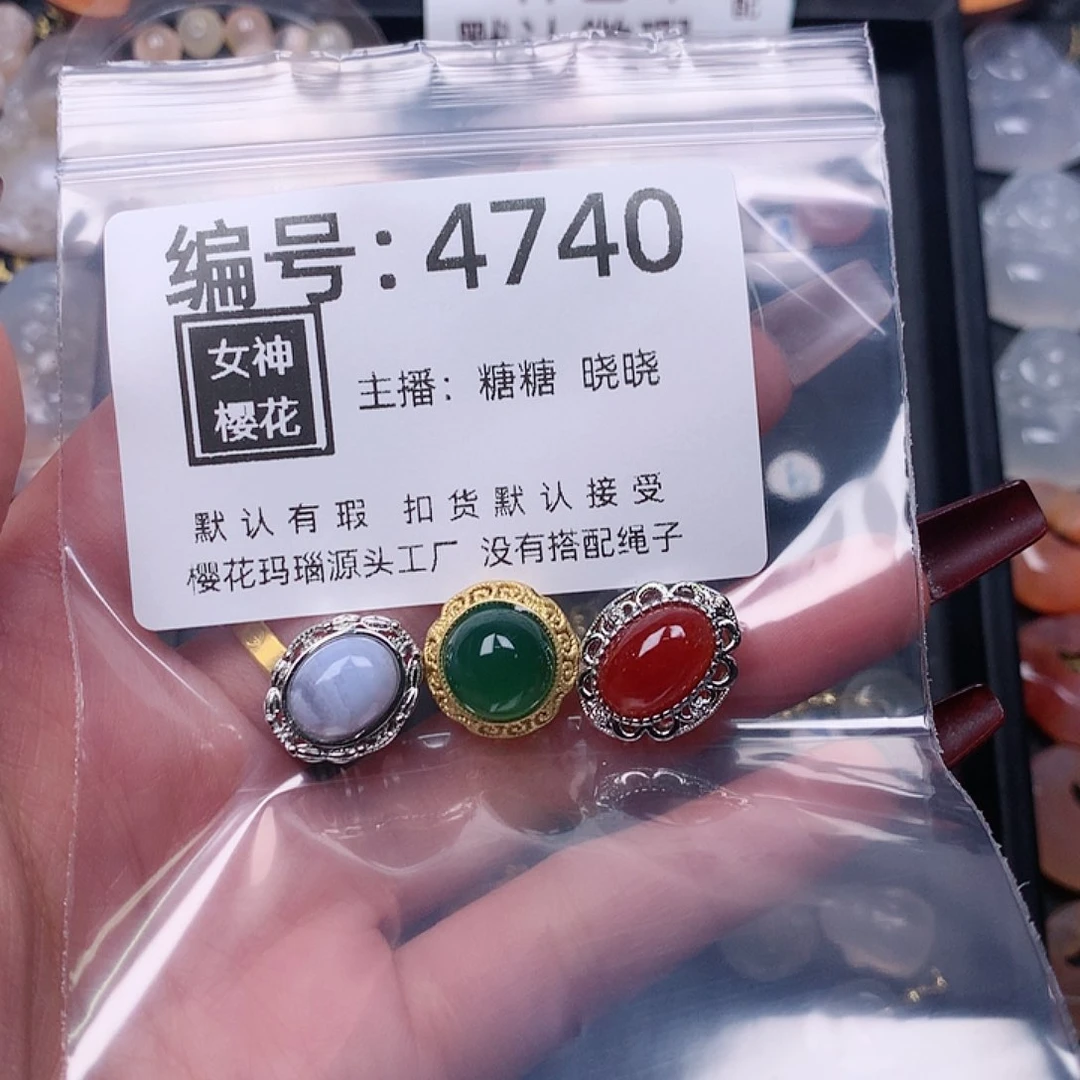 编号:4740
女神
樱花
主播: 糖糖 晓晓
默认有瑕 扣货默认接受
樱花玛瑙源头工厂 没有搭配绳子